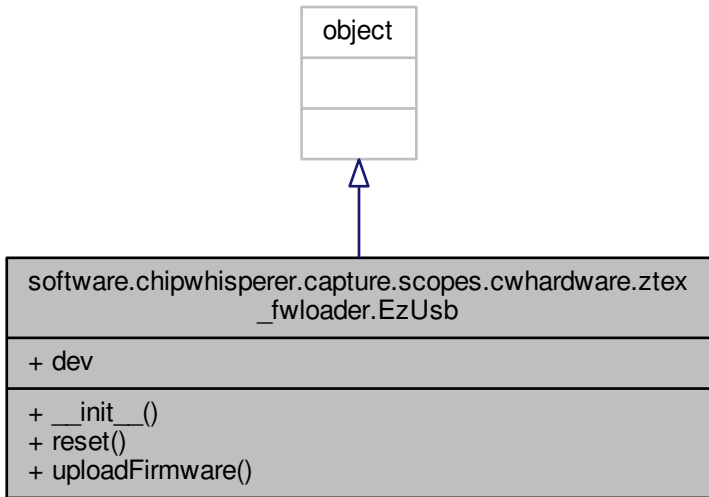 object
software.chipwhisperer.capture.scopes.cwhardware.ztex
_fwloader.EzUsb
+ dev
+ __init__()
+ reset()
+ uploadFirmware()